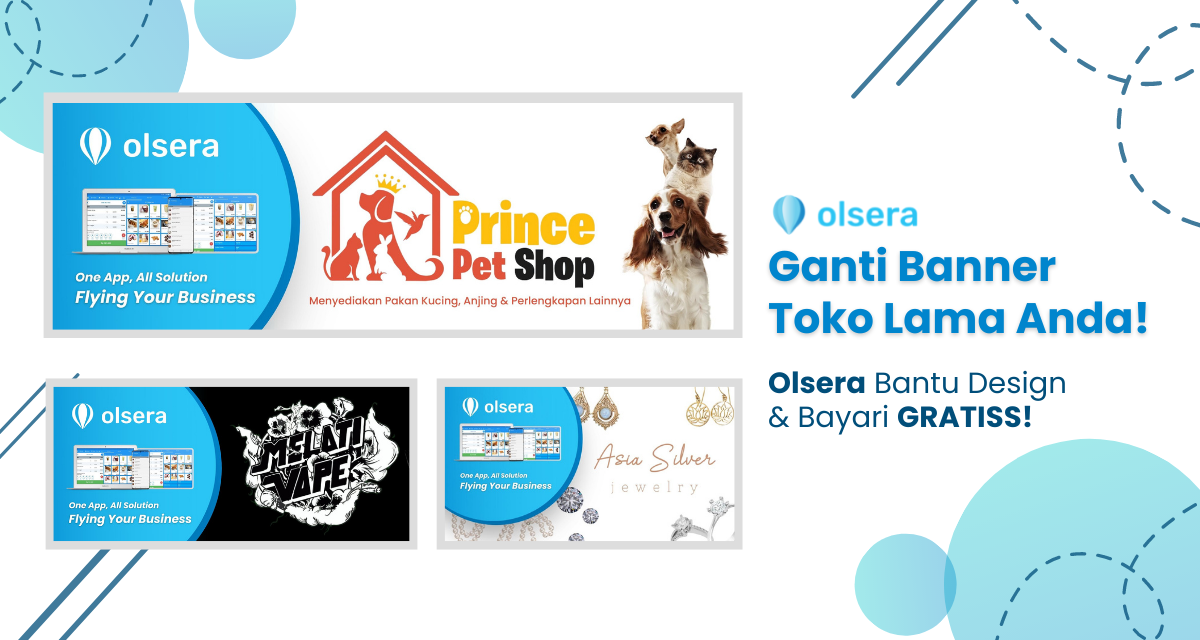 olsera
One App, All Solution
Flying Your Business
Prince
Pet Shop
Menyediakan Pakan Kucing, Anjing & Perlengkapan Lainnya
olsera
One App, All Solution
Flying Your Business
MELATI
VAPE
olsera
One App, All Solution
Flying Your Business
Asia Silver
jewelry
olsera
Ganti Banner
Toko Lama Anda!
Olsera Bantu Design
& Bayari GRATISS!